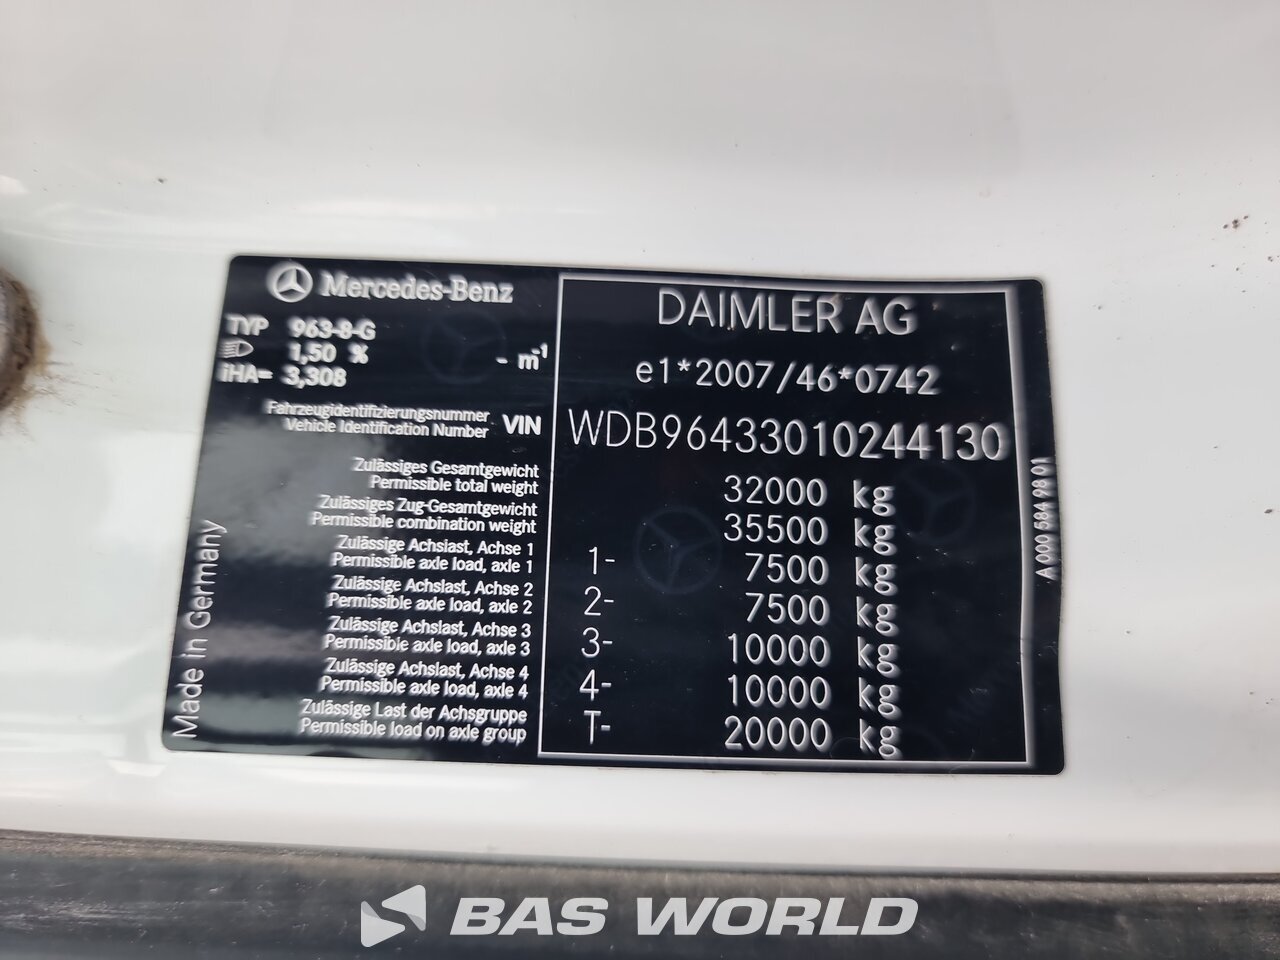 Mercedes-Benz
TYP 963-8-G
1,50 % - m-1
iHA= 3,308
Fahrzeugidentifizierungsnummer
Vehicle Identification Number VIN
Zulässiges Gesamtgewicht
Permissible total weight
Zulässiges Zug-Gesamtgewicht
Permissible combination weight
Zulässige Achslast, Achse 1
Permissible axle load, axle 1
Zulässige Achslast, Achse 2
Permissible axle load, axle 2
Zulässige Achslast, Achse 3
Permissible axle load, axle 3
Zulässige Achslast, Achse 4
Permissible axle load, axle 4
Zulässige Last der Achsgruppe
Permissible load on axle group
Made in Germany
DAIMLER AG
e1*2007/46*0742
WDB96433010244130
32000 kg
35500 kg
1- 7500 kg
2- 7500 kg
3- 10000 kg
4- 10000 kg
T- 20000 kg
A 000 584 98 01
BAS WORLD